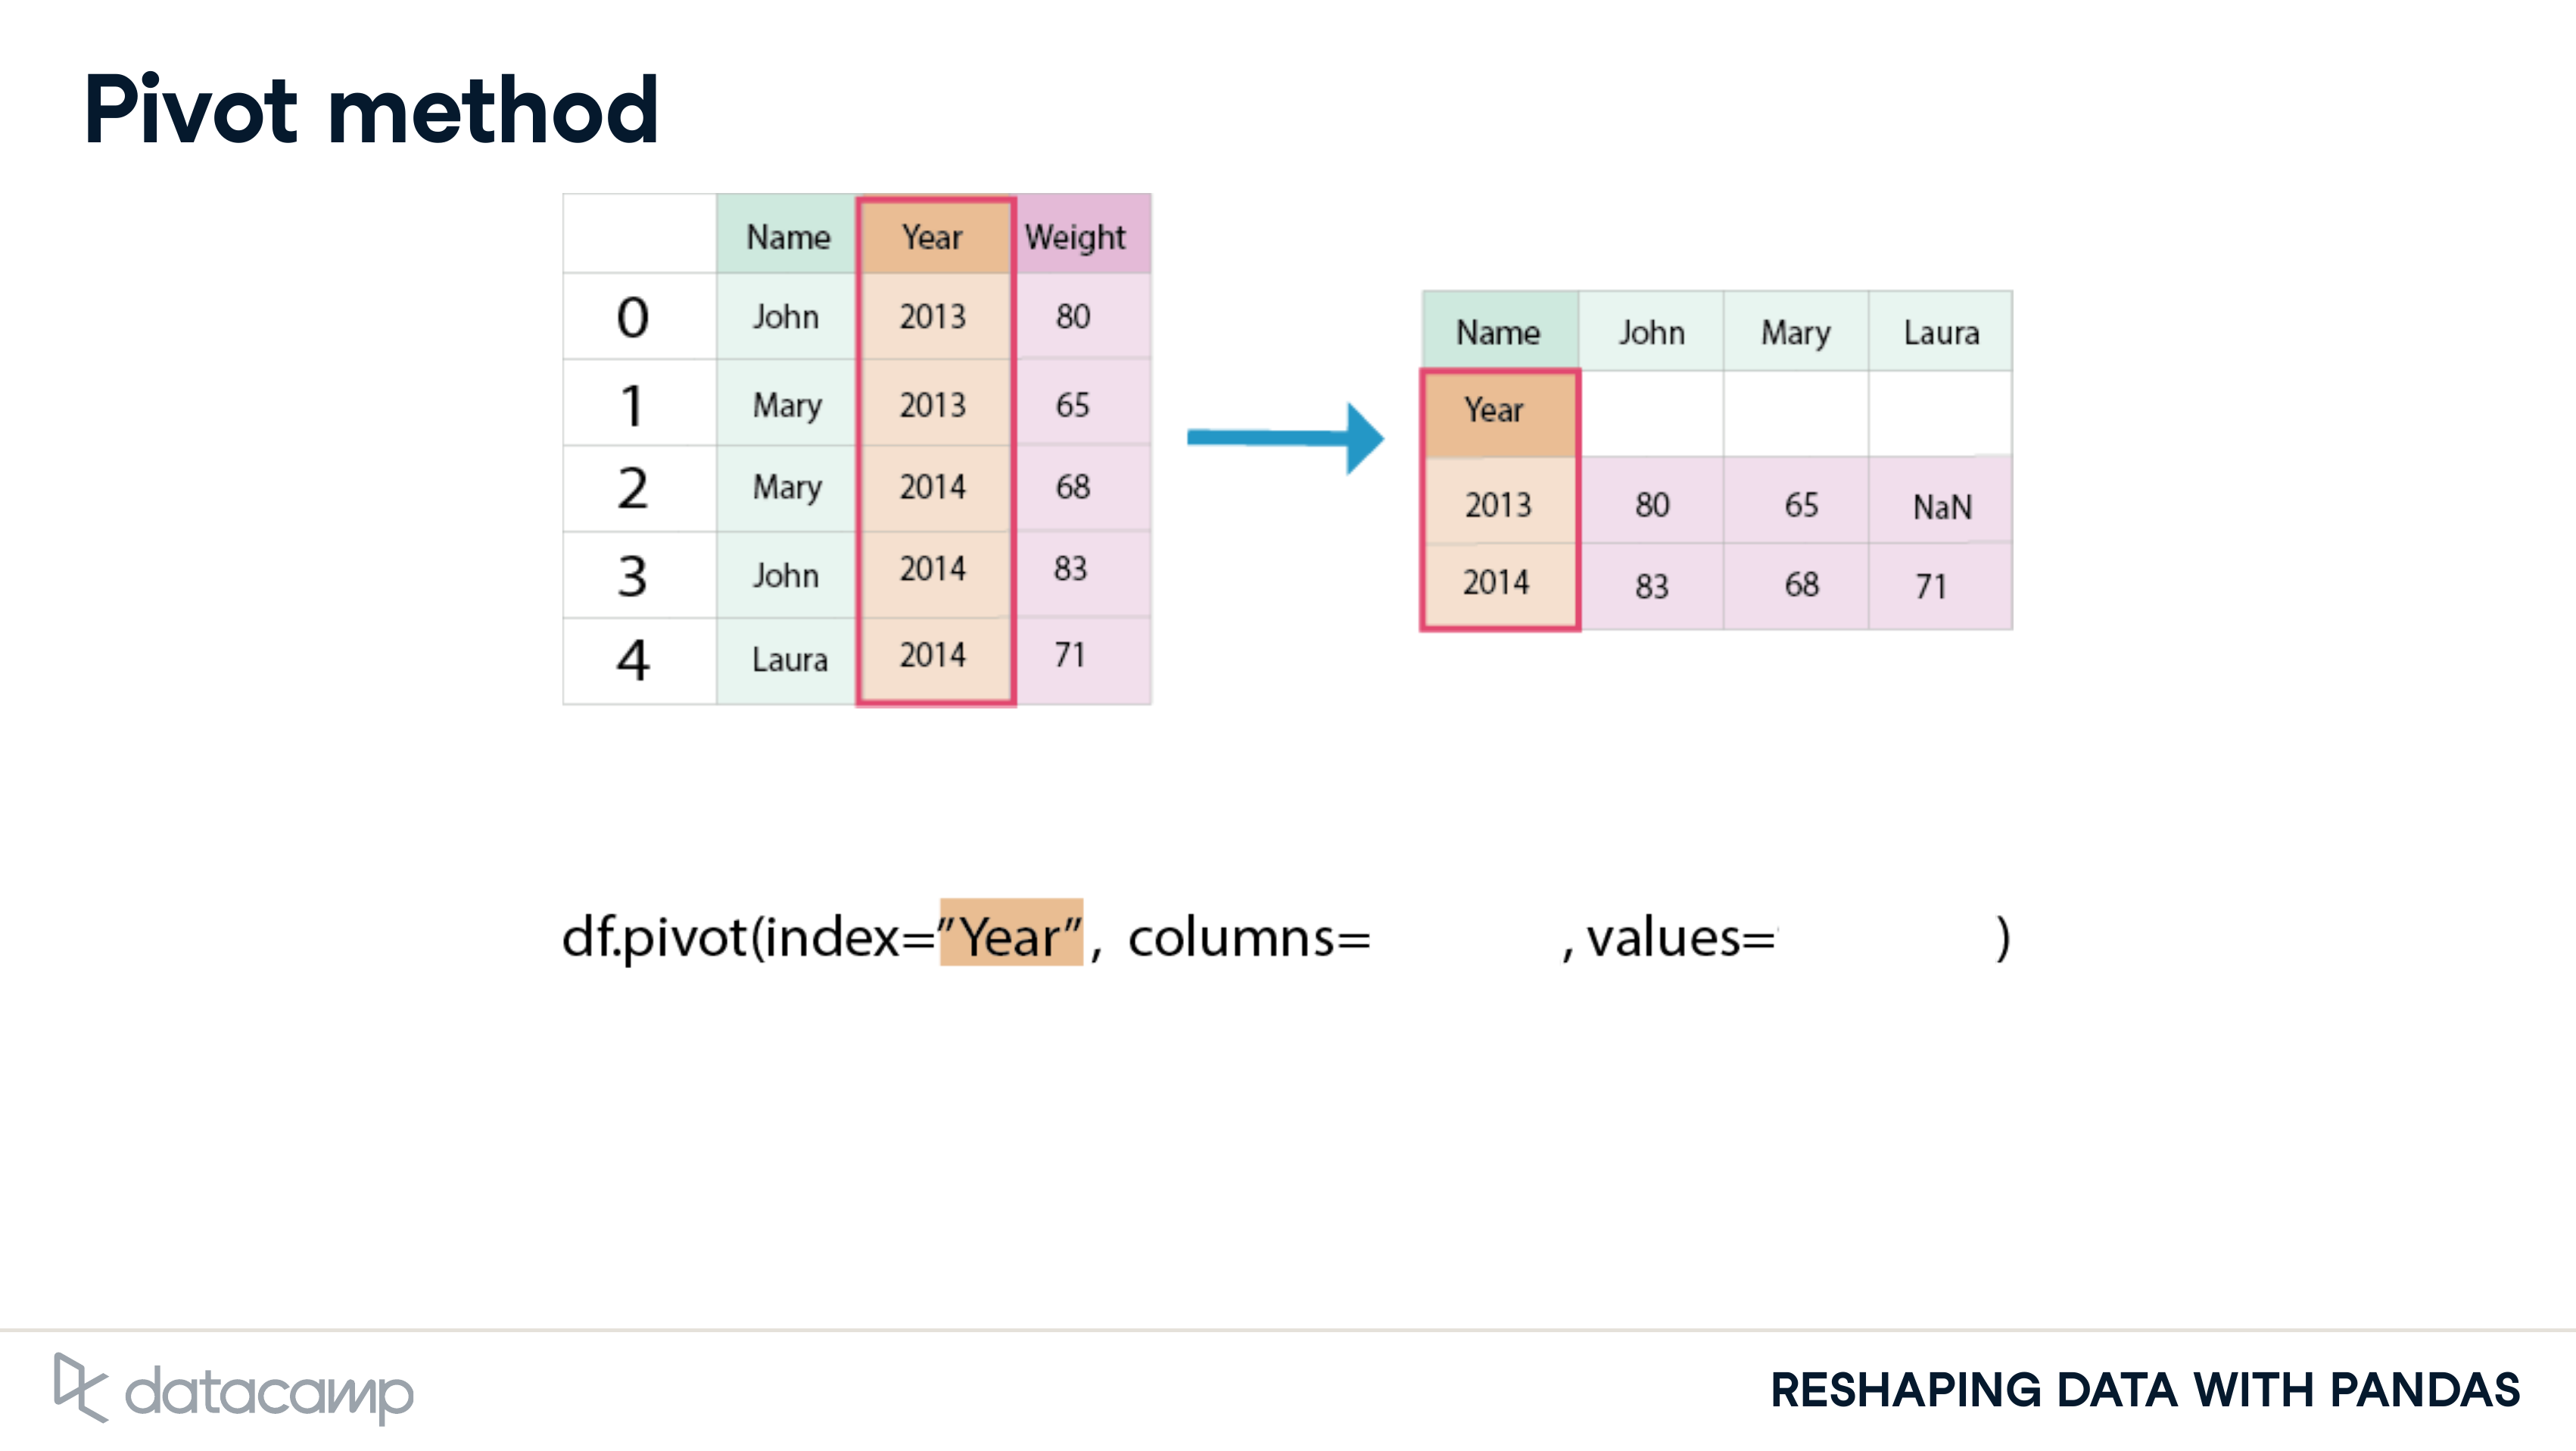 Pivot method
Name Year Weight
0 John 2013 80
1 Mary 2013 65
2 Mary 2014 68
3 John 2014 83
4 Laura 2014 71
Name John Mary Laura
Year
2013 80 65 NaN
2014 83 68 71
df.pivot(index=”Year”, columns= , values= )
datacamp
RESHAPING DATA WITH PANDAS